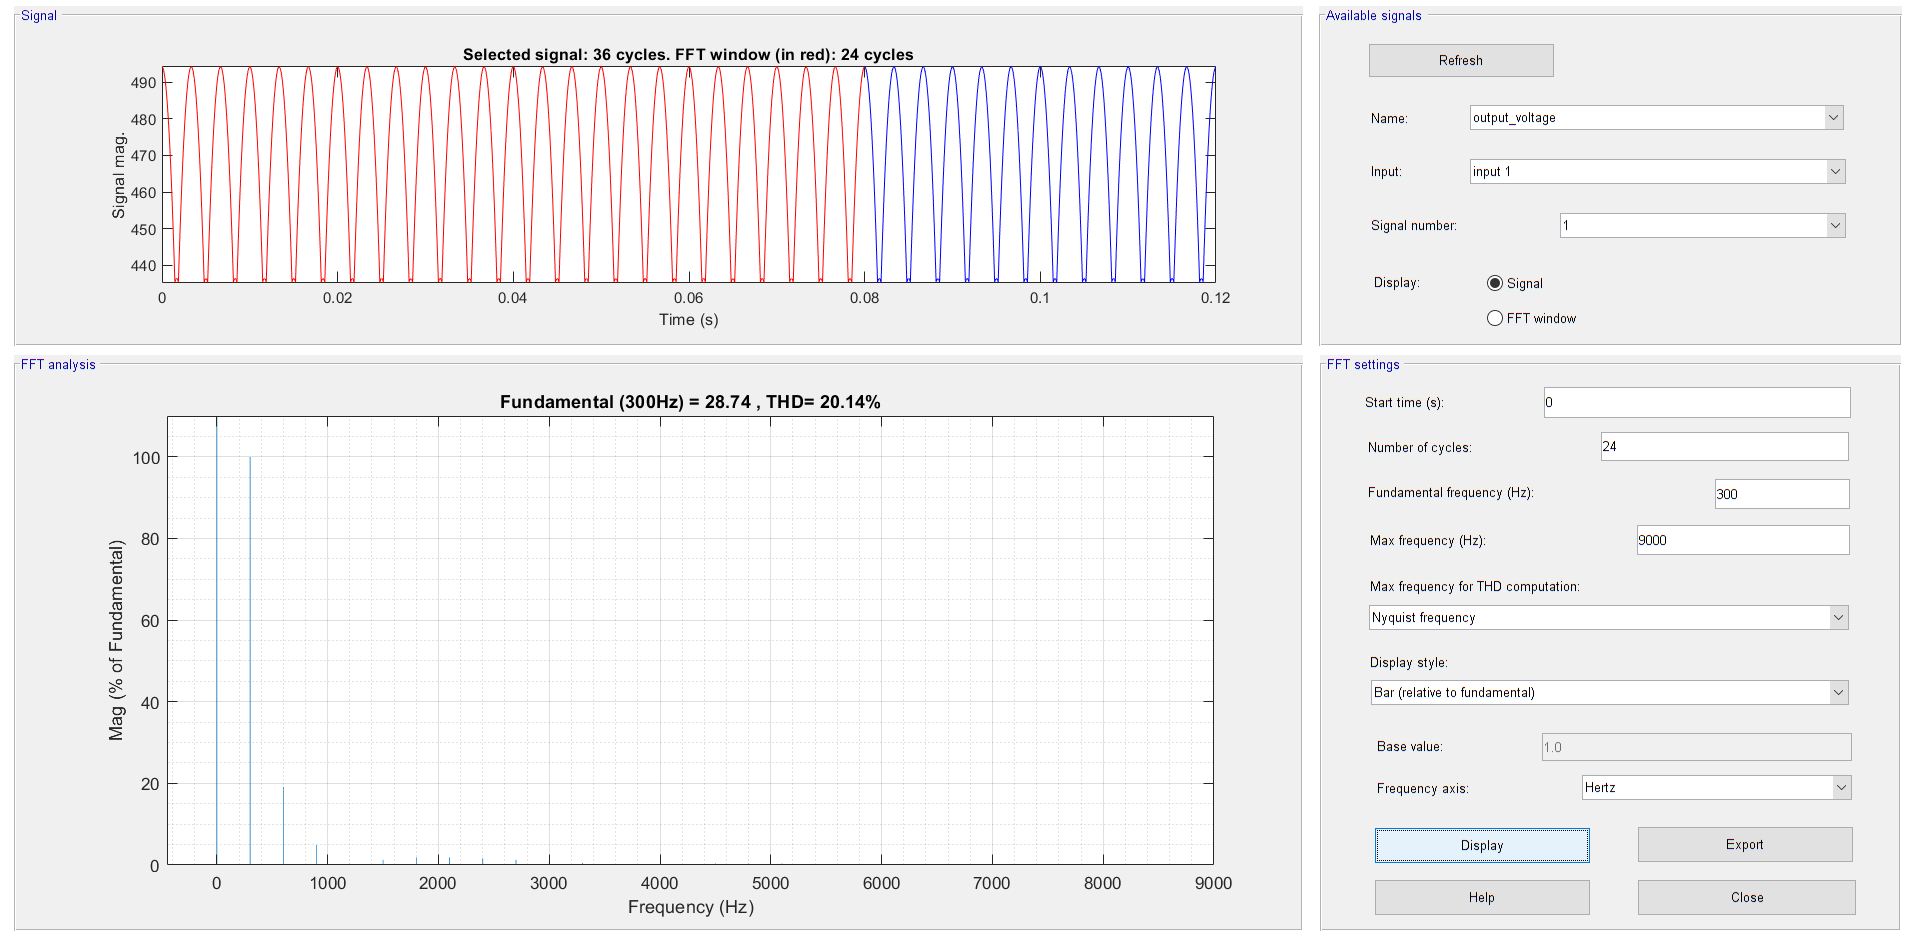 Signal
Selected signal: 36 cycles. FFT window (in red): 24 cycles
490
480
470
460
450
440
Signal mag.
0 0.02 0.04 0.06 0.08 0.1 0.12
Time (s)
Available signals
Refresh
Name: output_voltage
Input: input 1
Signal number: 1
Display: Signal
FFT window
FFT analysis
Fundamental (300Hz) = 28.74 , THD= 20.14%
100
80
60
40
20
0
Mag (% of Fundamental)
0 1000 2000 3000 4000 5000 6000 7000 8000 9000
Frequency (Hz)
FFT settings
Start time (s): 0
Number of cycles: 24
Fundamental frequency (Hz): 300
Max frequency (Hz): 9000
Max frequency for THD computation:
Nyquist frequency
Display style:
Bar (relative to fundamental)
Base value: 1.0
Frequency axis: Hertz
Display Export
Help Close